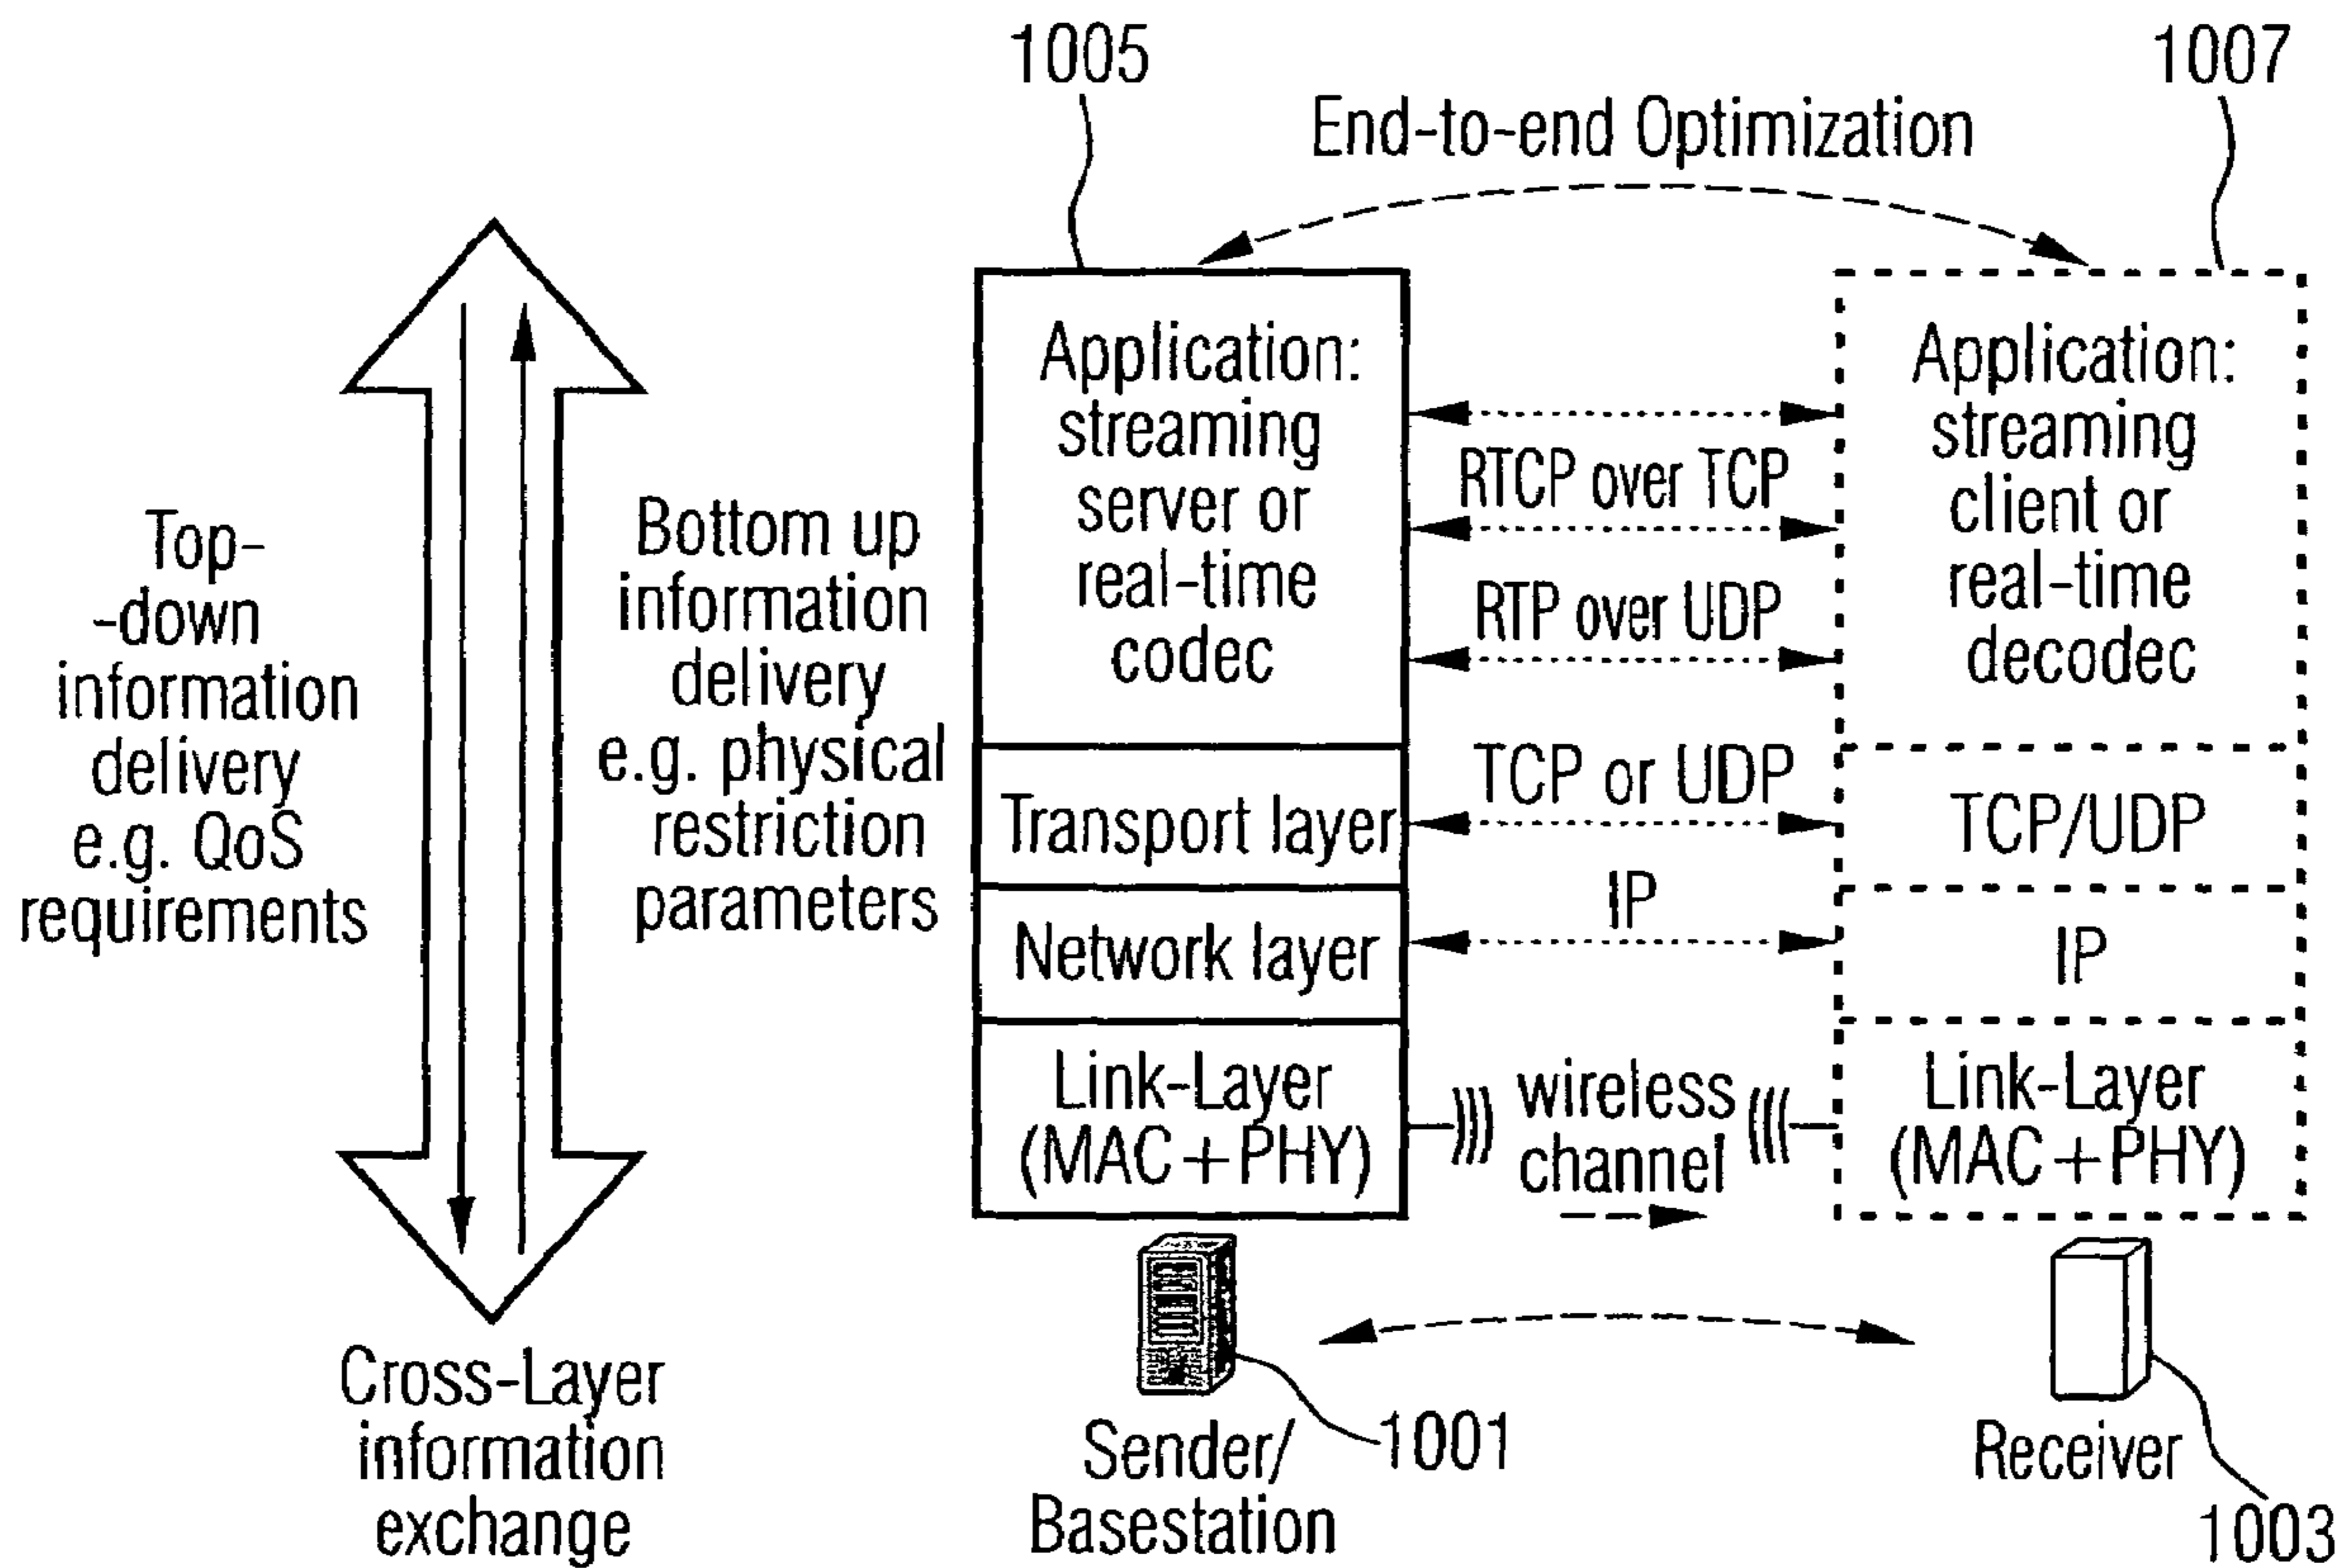 1005
1007
End-to-end Optimization
Top-
-down
information
delivery
e.g. QoS
requirements
Bottom up
information
delivery
e.g. physical
restriction
parameters
Application:
streaming
server or
real-time
codec
Transport layer
Network layer
Link-Layer
(MAC+PHY)
RTCP over TCP
RTP over UDP
TCP or UDP
IP
wireless
channel
Application:
streaming
client or
real-time
decodec
TCP/UDP
IP
Link-Layer
(MAC+PHY)
Cross-Layer
information
exchange
Sender/
Basestation
1001
Receiver
1003